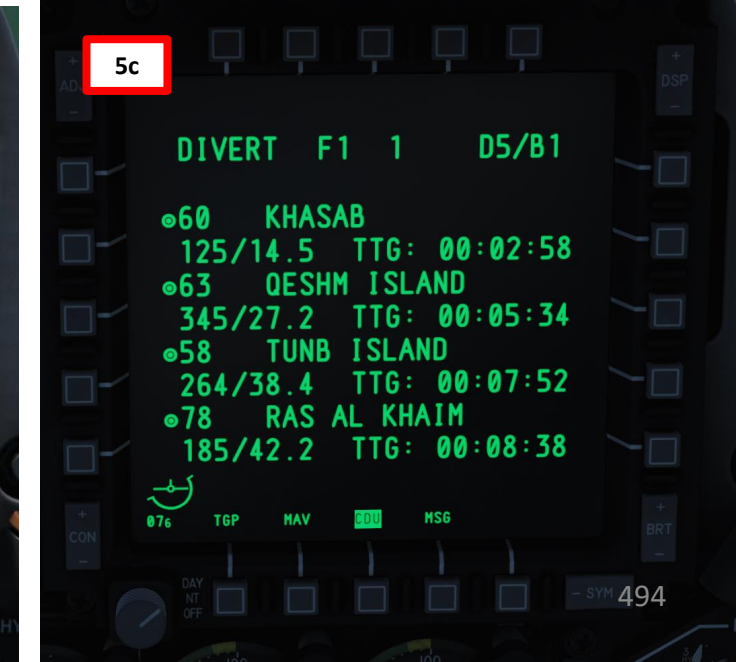 5c
+
+
ADJ
DSP
-
-
DIVERT F1 1 D5/B1
60 KHASAB
125/14.5 TTG: 00:02:58
63 QESHM ISLAND
345/27.2 TTG: 00:05:34
58 TUNB ISLAND
264/38.4 TTG: 00:07:52
78 RAS AL KHAIM
185/42.2 TTG: 00:08:38
076 TGP MAV CDU MSG
+
+
CON
BRT
-
-
DAY
NT
OFF
- SYM
494